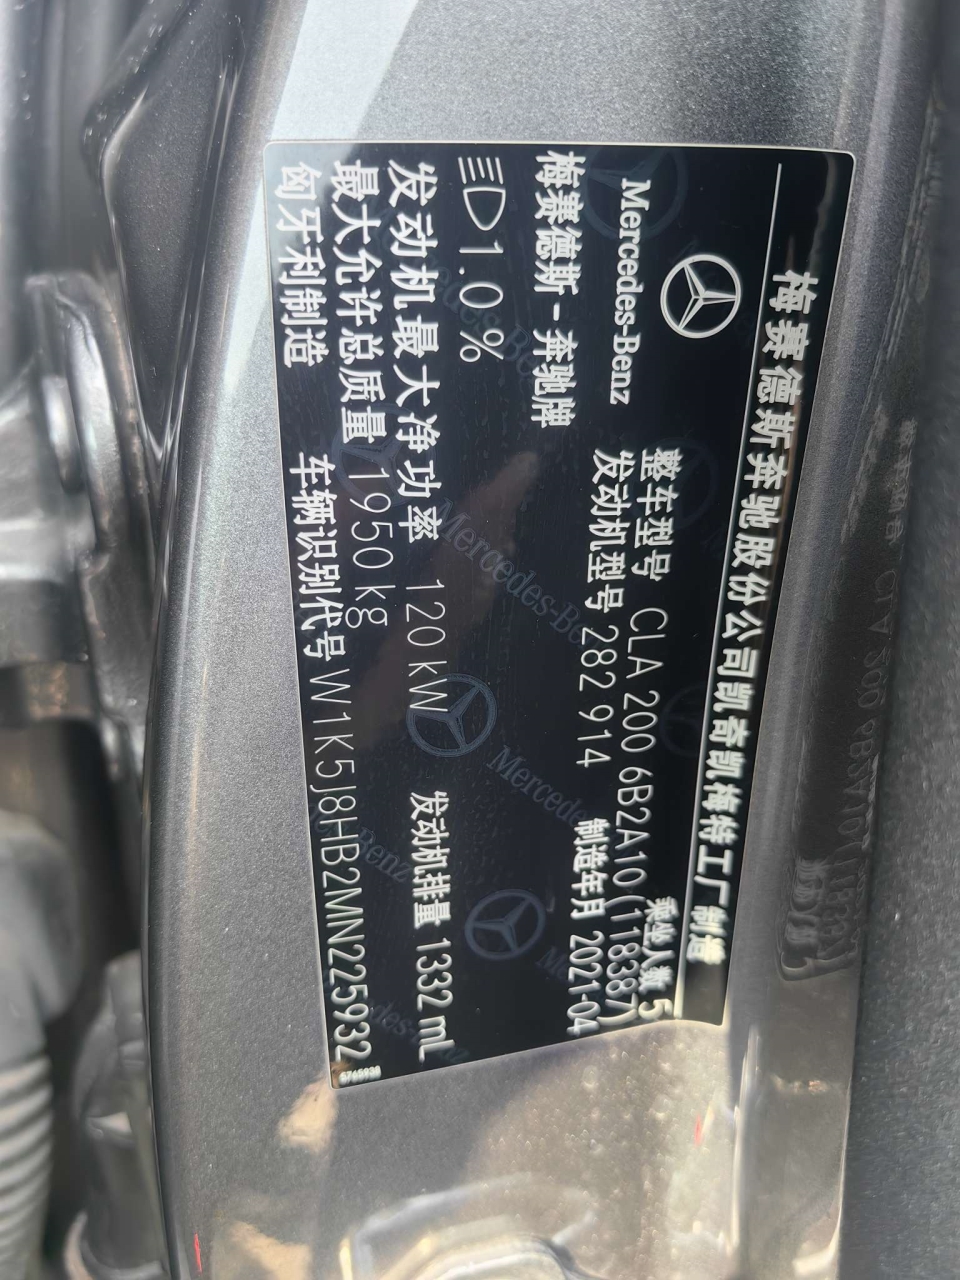 梅赛德斯奔驰股份公司凯奇凯梅特工厂制造
Mercedes-Benz
整车型号 CLA 200 6B2A10 (118387)
乘坐人数 5
梅赛德斯-奔驰牌
发动机型号 282 914
制造年月 2021-04
1.0%
发动机最大净功率 120 kW
发动机排量 1332 mL
最大允许总质量 1950 kg
匈牙利制造
车辆识别代号 W1K5J8HB2MN225932